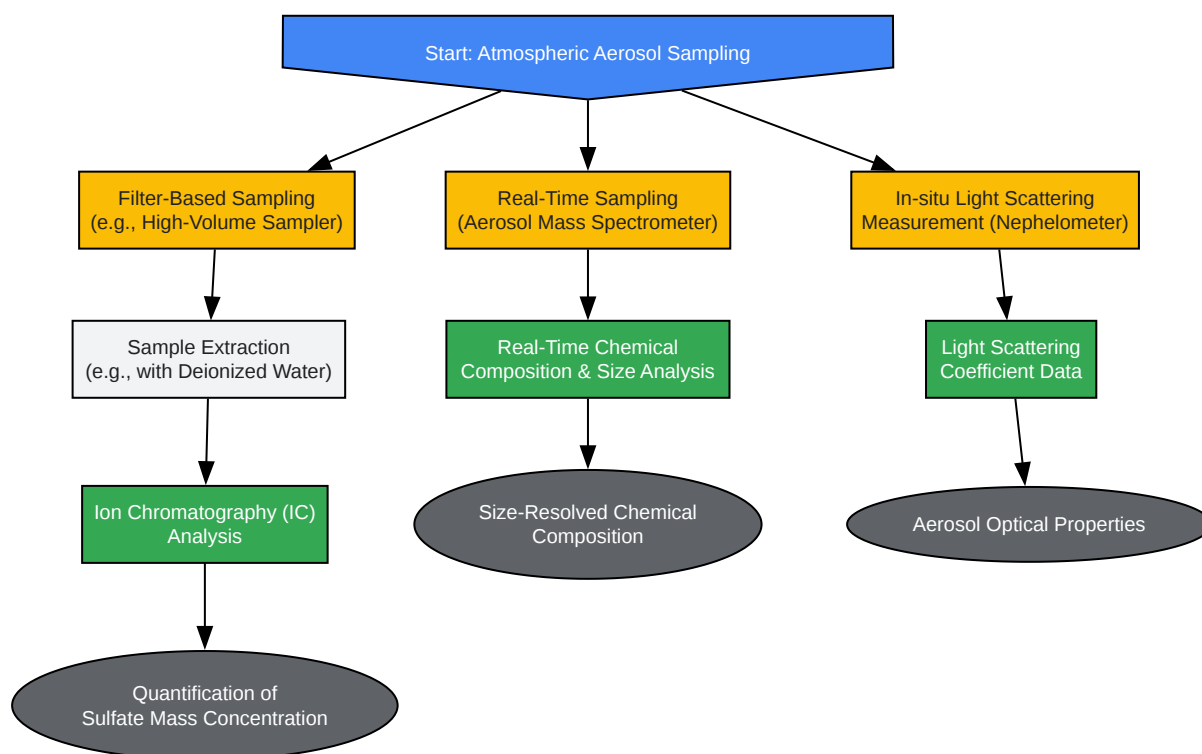 Start: Atmospheric Aerosol Sampling
Filter-Based Sampling
(e.g., High-Volume Sampler)
Real-Time Sampling
(Aerosol Mass Spectrometer)
In-situ Light Scattering
Measurement (Nephelometer)
Sample Extraction
(e.g., with Deionized Water)
Real-Time Chemical
Composition & Size Analysis
Light Scattering
Coefficient Data
Ion Chromatography (IC)
Analysis
Size-Resolved Chemical
Composition
Aerosol Optical Properties
Quantification of
Sulfate Mass Concentration